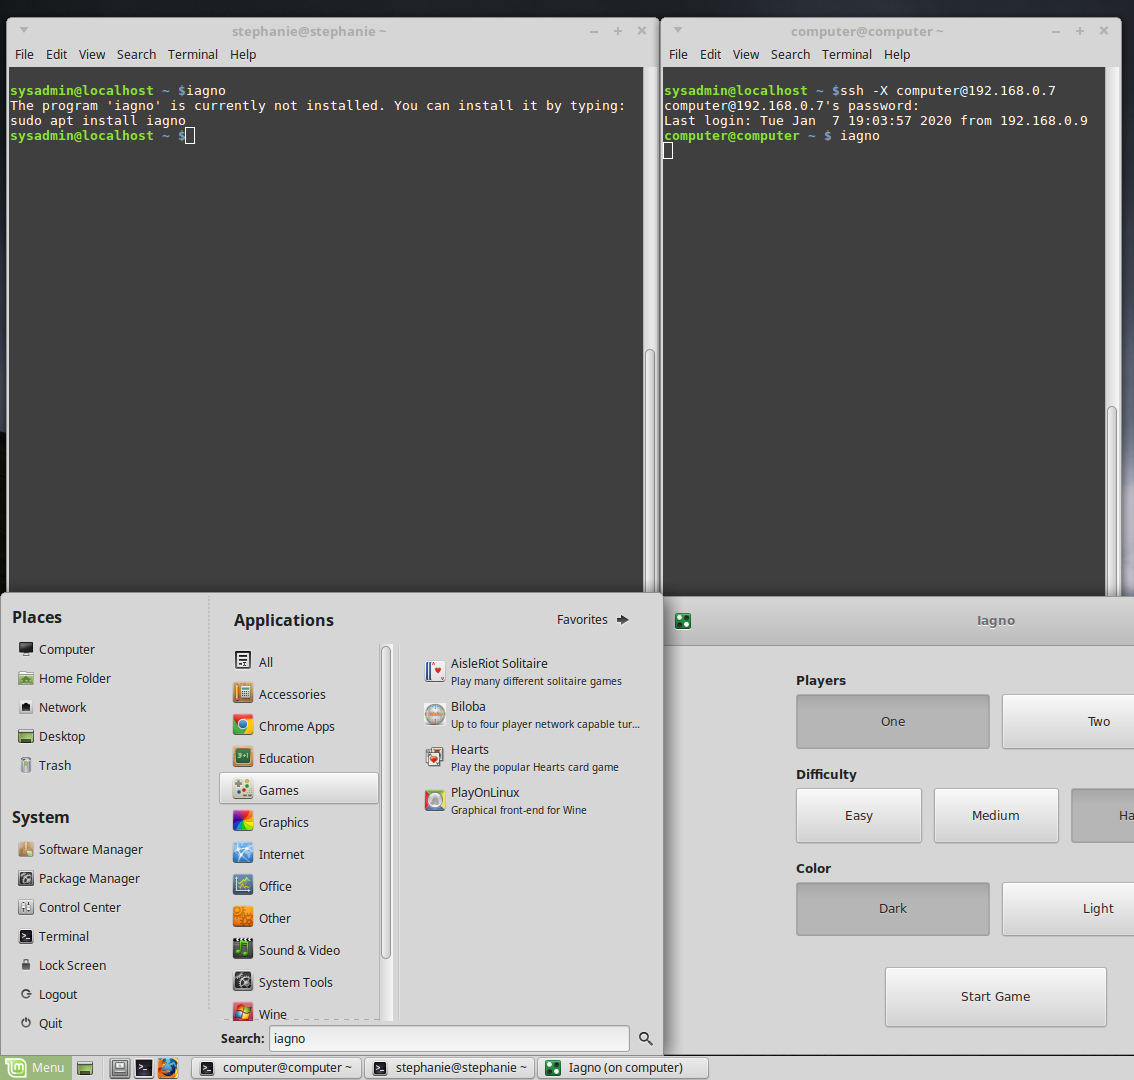 stephanie@stephanie ~
File Edit View Search Terminal Help
sysadmin@localhost ~ $iagno
The program 'iagno' is currently not installed. You can install it by typing:
sudo apt install iagno
sysadmin@localhost ~ $
computer@computer ~
File Edit View Search Terminal Help
sysadmin@localhost ~ $ssh -X computer@192.168.0.7
computer@192.168.0.7's password:
Last login: Tue Jan  7 19:03:57 2020 from 192.168.0.9
computer@computer ~ $ iagno
Places
Computer
Home Folder
Network
Desktop
Trash
System
Software Manager
Package Manager
Control Center
Terminal
Lock Screen
Logout
Quit
Applications
Favorites
All
Accessories
Chrome Apps
Education
Games
Graphics
Internet
Office
Other
Sound & Video
System Tools
Wine
AisleRiot Solitaire
Play many different solitaire games
Biloba
Up to four player network capable tur...
Hearts
Play the popular Hearts card game
PlayOnLinux
Graphical front-end for Wine
Search: iagno
Iagno
Players
One Two
Difficulty
Easy Medium Ha
Color
Dark Light
Start Game
Menu computer@computer ~ stephanie@stephanie ~ Iagno (on computer)